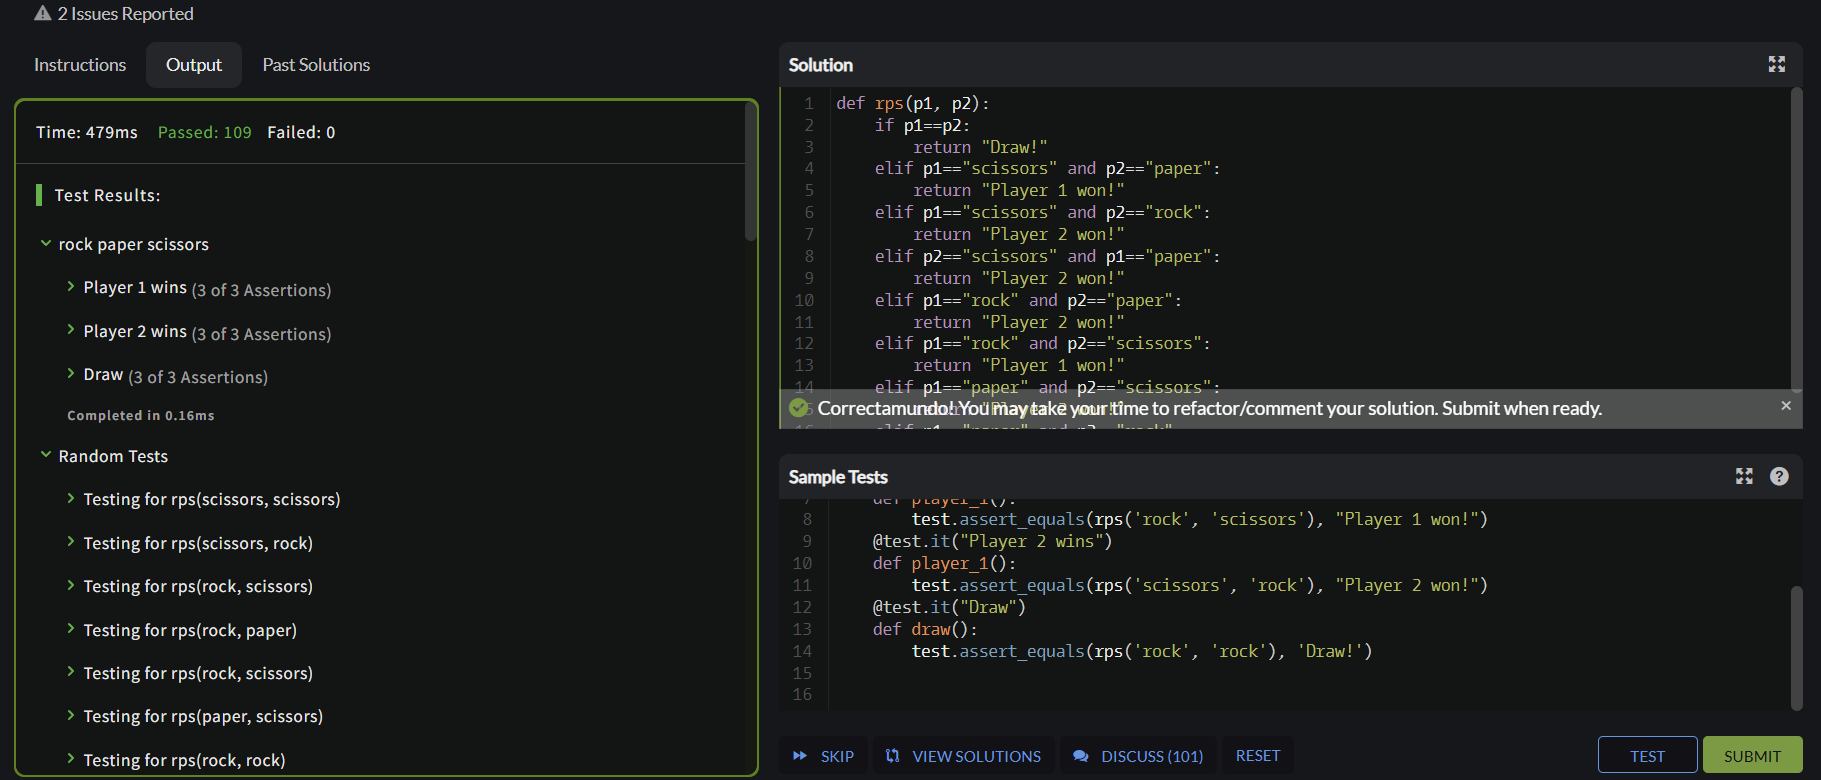 2 Issues Reported
Instructions
Output
Past Solutions
Time: 479ms Passed: 109 Failed: 0
Test Results:
rock paper scissors
Player 1 wins (3 of 3 Assertions)
Player 2 wins (3 of 3 Assertions)
Draw (3 of 3 Assertions)
Completed in 0.16ms
Random Tests
Testing for rps(scissors, scissors)
Testing for rps(scissors, rock)
Testing for rps(rock, scissors)
Testing for rps(rock, paper)
Testing for rps(rock, scissors)
Testing for rps(paper, scissors)
Testing for rps(rock, rock)
Solution
1 def rps(p1, p2):
2 if p1==p2:
3 return "Draw!"
4 elif p1=="scissors" and p2=="paper":
5 return "Player 1 won!"
6 elif p1=="scissors" and p2=="rock":
7 return "Player 2 won!"
8 elif p2=="scissors" and p1=="paper":
9 return "Player 2 won!"
10 elif p1=="rock" and p2=="paper":
11 return "Player 2 won!"
12 elif p1=="rock" and p2=="scissors":
13 return "Player 1 won!"
14 elif p1=="paper" and p2=="scissors":
Correctamundo! You may take your time to refactor/comment your solution. Submit when ready.
Sample Tests
7 def player_1():
8 test.assert_equals(rps('rock', 'scissors'), "Player 1 won!")
9 @test.it("Player 2 wins")
10 def player_1():
11 test.assert_equals(rps('scissors', 'rock'), "Player 2 won!")
12 @test.it("Draw")
13 def draw():
14 test.assert_equals(rps('rock', 'rock'), 'Draw!')
15
16
SKIP
VIEW SOLUTIONS
DISCUSS (101)
RESET
TEST
SUBMIT